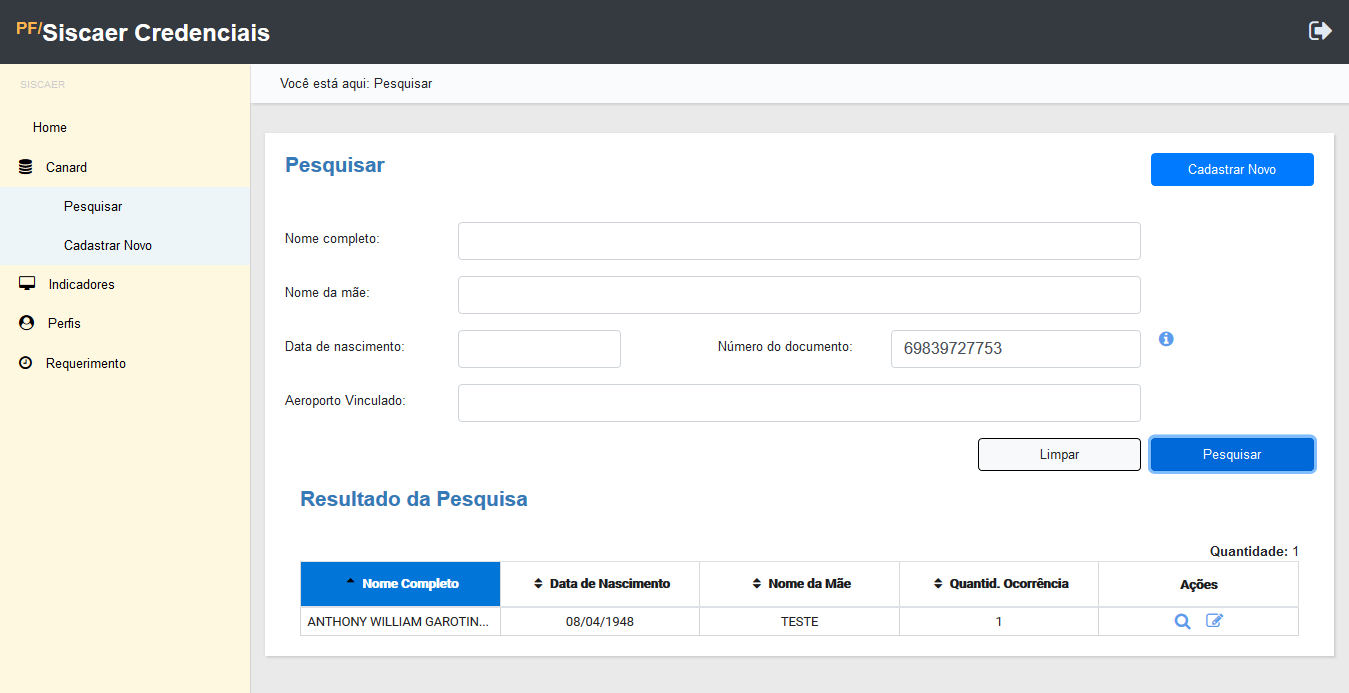 PF/Siscaer Credenciais
SISCAER
Você está aqui: Pesquisar
Home
Canard
Pesquisar
Cadastrar Novo
Indicadores
Perfis
Requerimento
Pesquisar
Cadastrar Novo
Nome completo:
Nome da mãe:
Data de nascimento:
Número do documento: 69839727753
Aeroporto Vinculado:
Limpar Pesquisar
Resultado da Pesquisa
Quantidade: 1
Nome Completo Data de Nascimento Nome da Mãe Quantid. Ocorrência Ações
ANTHONY WILLIAM GAROTIN... 08/04/1948 TESTE 1